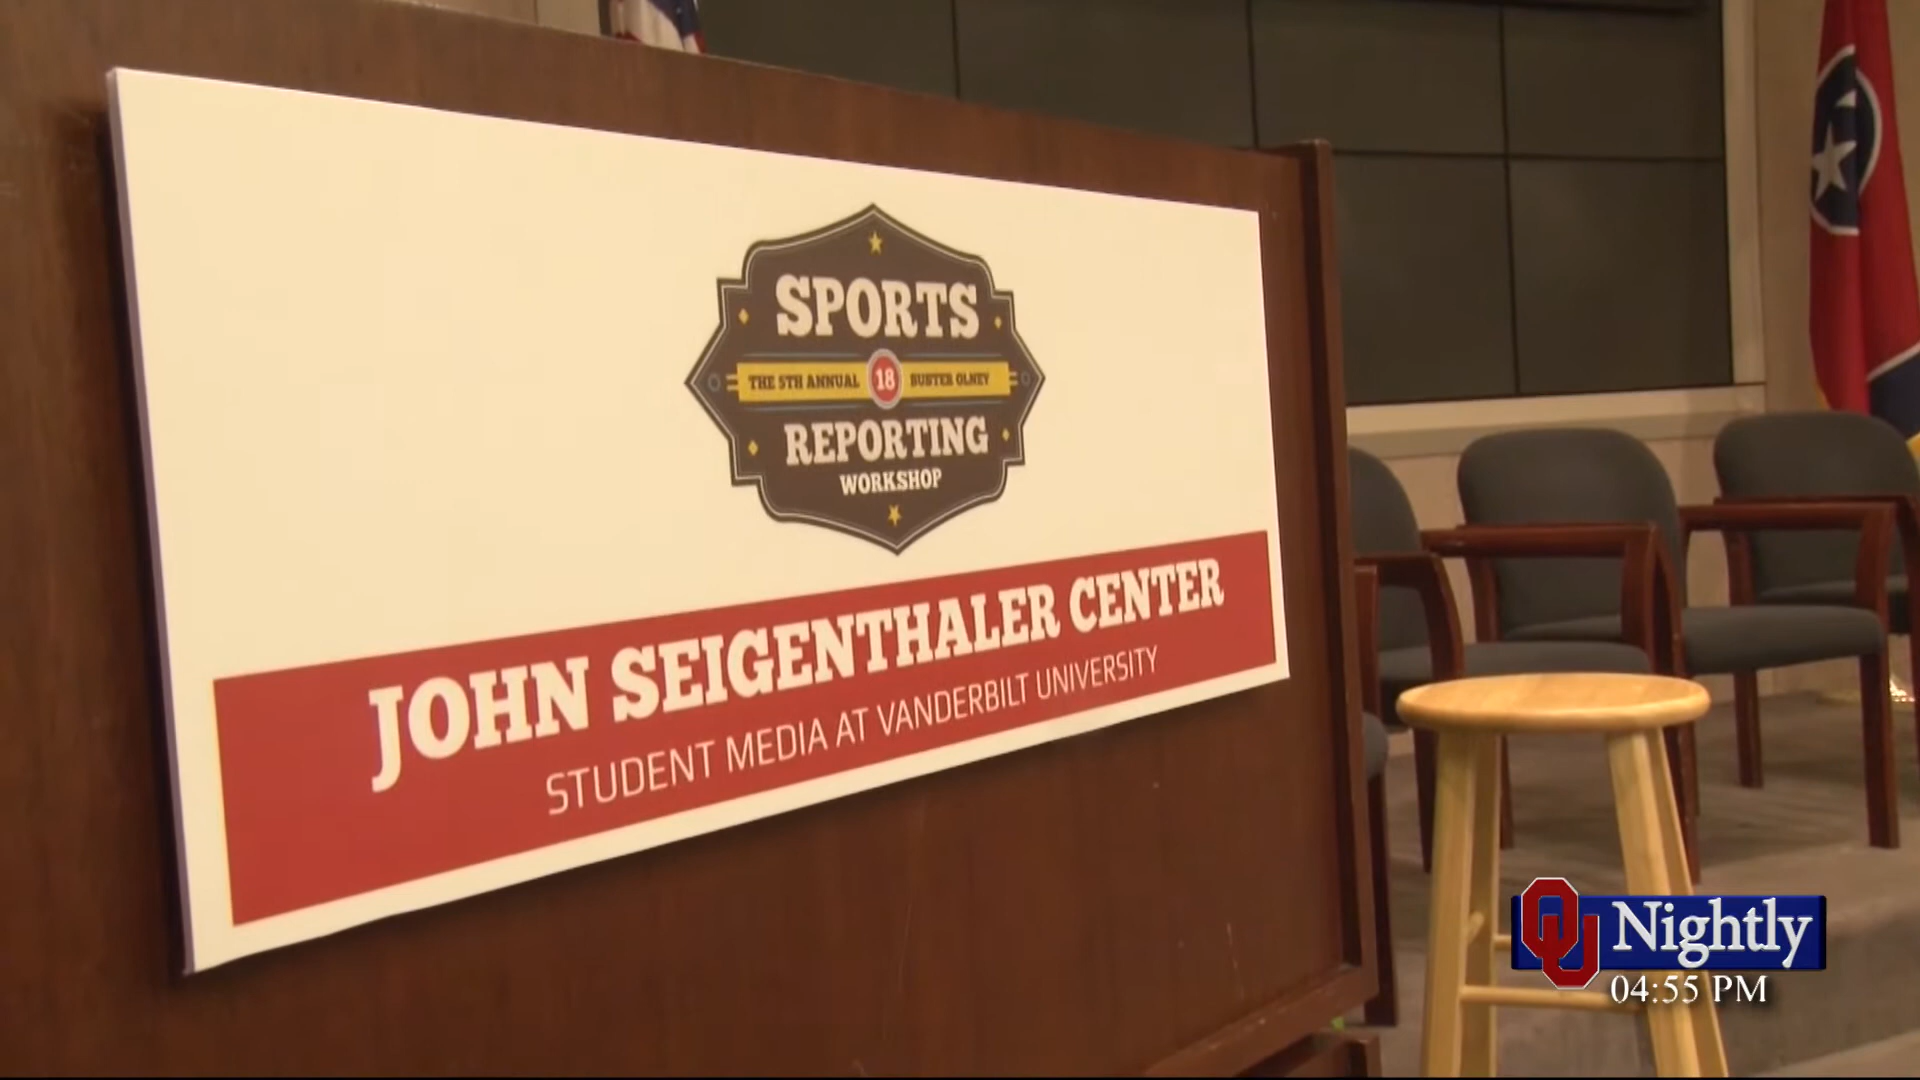 SPORTS
THE 5TH ANNUAL 18 BUSTER OLNEY
REPORTING
WORKSHOP
JOHN SEIGENTHALER CENTER
STUDENT MEDIA AT VANDERBILT UNIVERSITY
OU Nightly
04:55 PM